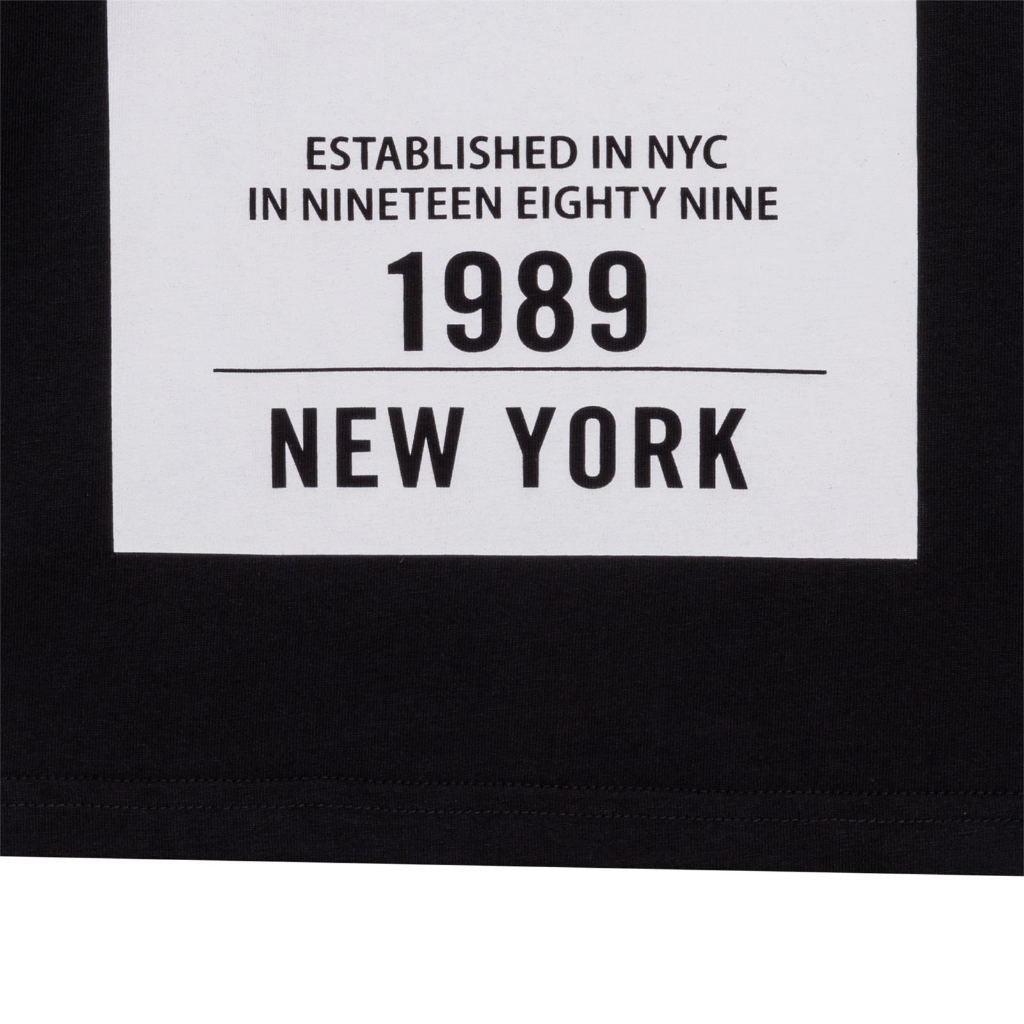 ESTABLISHED IN NYC
IN NINETEEN EIGHTY NINE
1989
NEW YORK